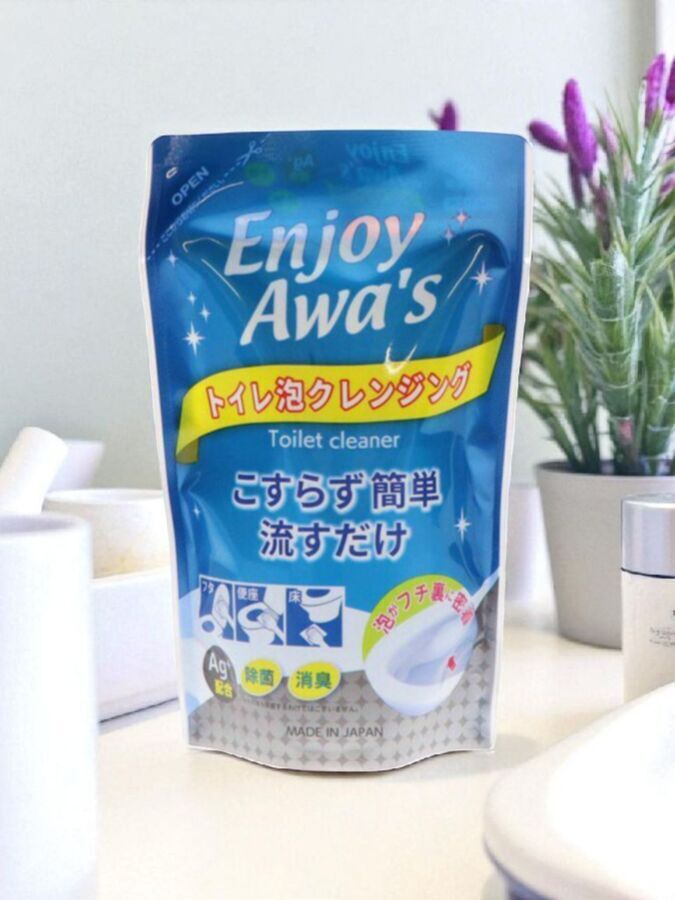 OPEN
Enjoy
Awa's
トイレ泡クレンジング
Toilet cleaner
こすらず 簡単
流すだけ
フタ
便座
床
泡がフチ裏に密着
Ag+
配合
除菌
消臭
MADE IN JAPAN